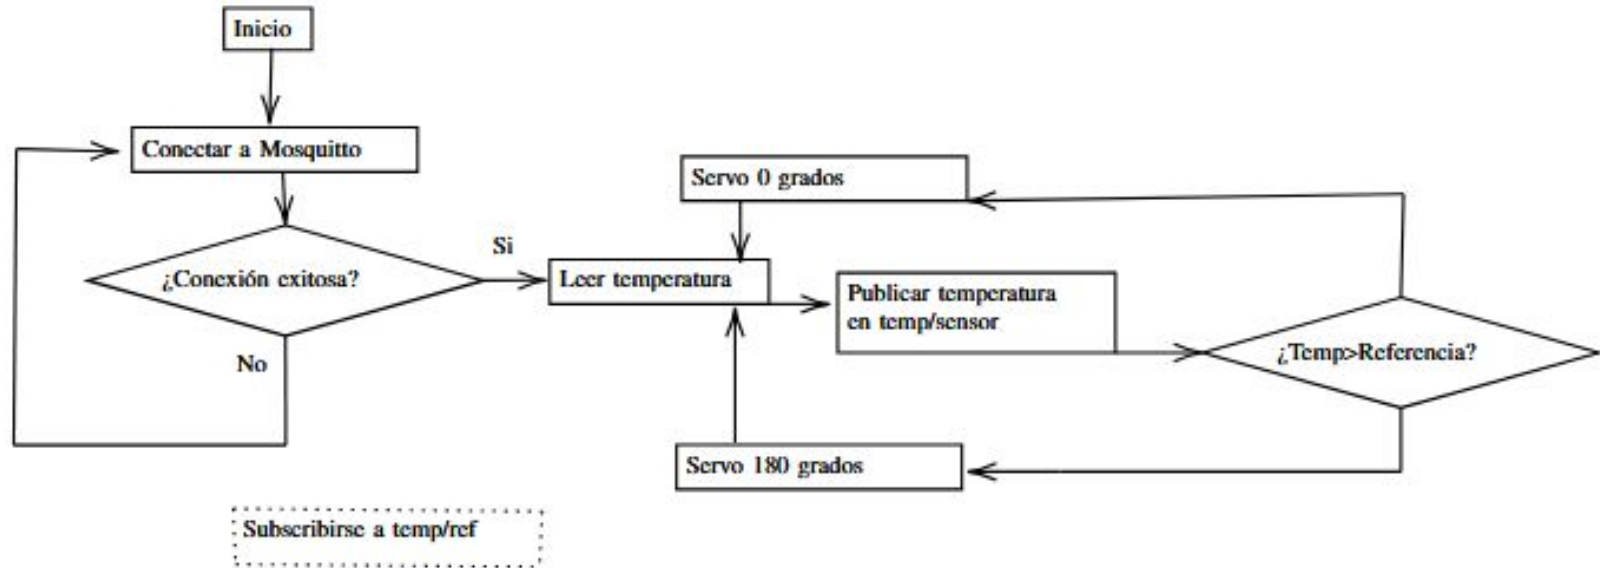 Inicio
Conectar a Mosquitto
¿Conexión exitosa?
Si
No
Servo 0 grados
Leer temperatura
Publicar temperatura
en temp/sensor
¿Temp>Referencia?
Servo 180 grados
Subscribirse a temp/ref